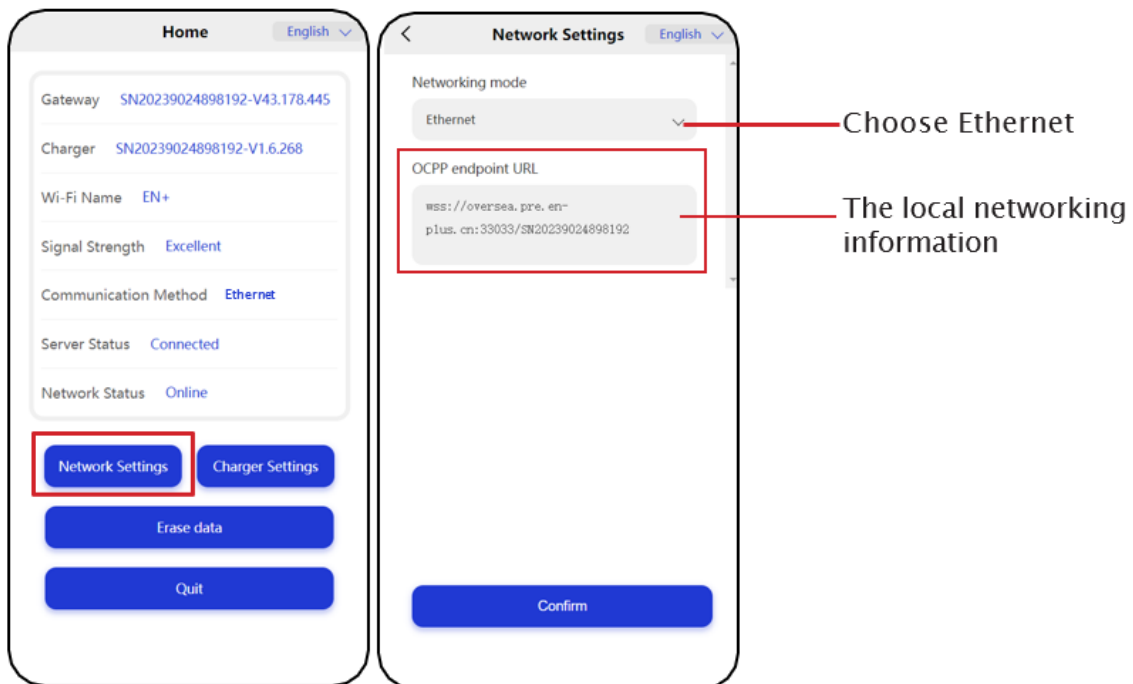 Home
English
Gateway SN20239024898192-V43.178.445
Charger SN20239024898192-V1.6.268
Wi-Fi Name EN+
Signal Strength Excellent
Communication Method Ethernet
Server Status Connected
Network Status Online
Network Settings
Charger Settings
Erase data
Quit
Network Settings
English
Networking mode
Ethernet
OCPP endpoint URL
wss://oversea.pre.en-
plus.cn:33033/SN20239024898192
Confirm
Choose Ethernet
The local networking
information